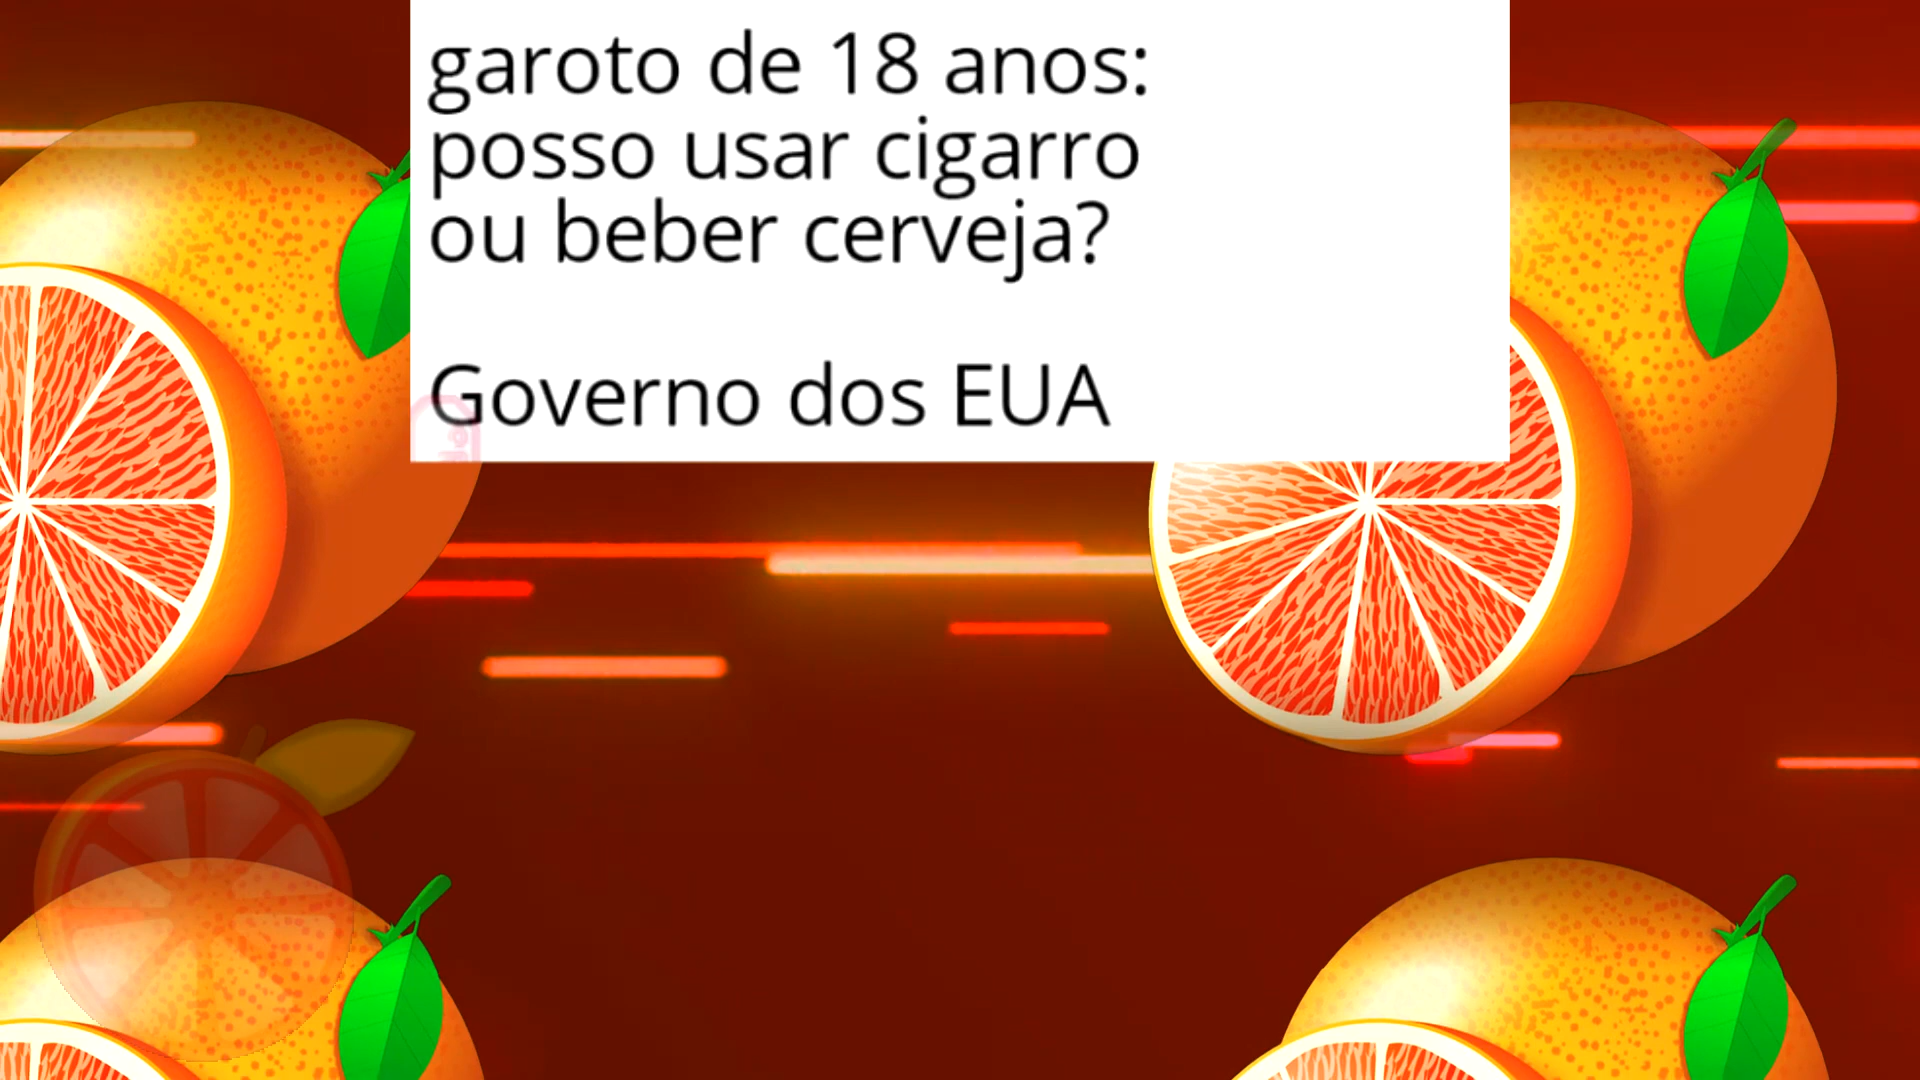 garoto de 18 anos:
posso usar cigarro
ou beber cerveja?
Governo dos EUA